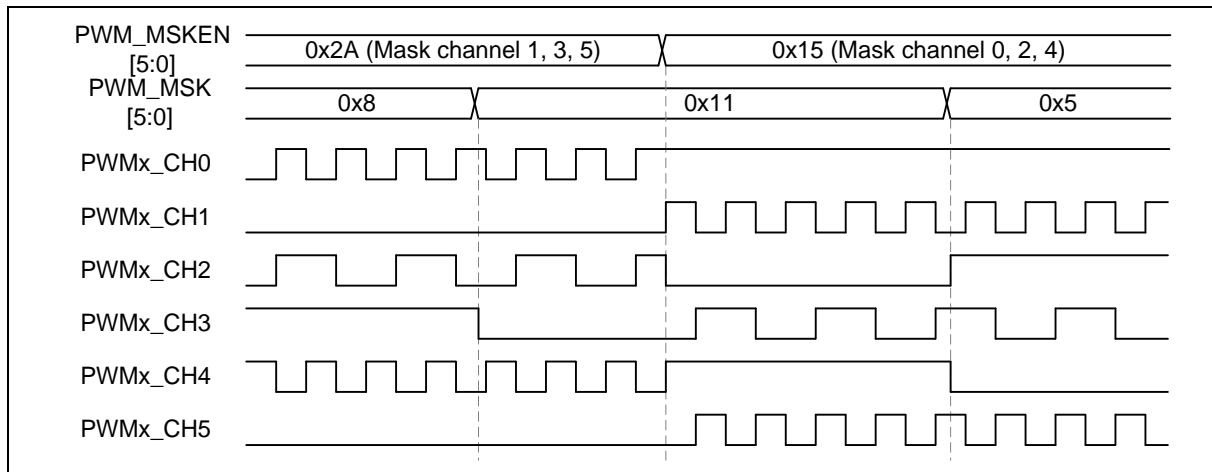 PWM_MSKEN
[5:0]
0x2A (Mask channel 1, 3, 5) 0x15 (Mask channel 0, 2, 4)
PWM_MSK
[5:0]
0x8 0x11 0x5
PWMx_CH0
PWMx_CH1
PWMx_CH2
PWMx_CH3
PWMx_CH4
PWMx_CH5